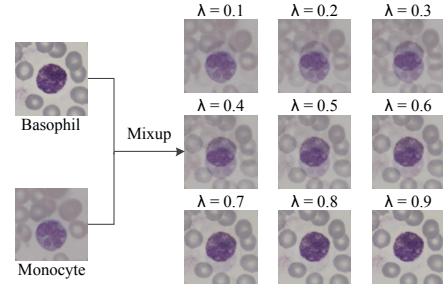 λ = 0.1 λ = 0.2 λ = 0.3
Basophil
λ = 0.4 λ = 0.5 λ = 0.6
Mixup
λ = 0.7 λ = 0.8 λ = 0.9
Monocyte